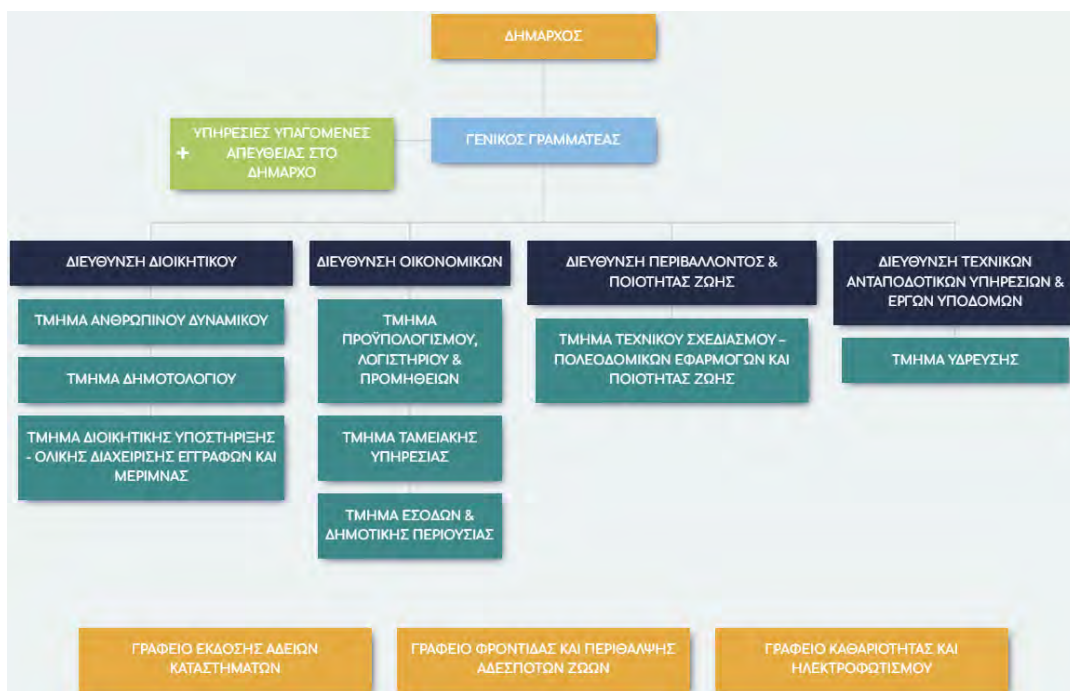 ΔΗΜΑΡΧΟΣ
ΥΠΗΡΕΣΙΕΣ ΥΠΑΓΟΜΕΝΕΣ
+ ΑΠΕΥΘΕΙΑΣ ΣΤΟ
ΔΗΜΑΡΧΟ
ΓΕΝΙΚΟΣ ΓΡΑΜΜΑΤΕΑΣ
ΔΙΕΥΘΥΝΣΗ ΔΙΟΙΚΗΤΙΚΟΥ
ΤΜΗΜΑ ΑΝΘΡΩΠΙΝΟΥ ΔΥΝΑΜΙΚΟΥ
ΤΜΗΜΑ ΔΗΜΟΤΟΛΟΓΙΟΥ
ΤΜΗΜΑ ΔΙΟΙΚΗΤΙΚΗΣ ΥΠΟΣΤΗΡΙΞΗΣ
- ΟΛΙΚΗΣ ΔΙΑΧΕΙΡΙΣΗΣ ΕΓΓΡΑΦΩΝ ΚΑΙ
ΜΕΡΙΜΝΑΣ
ΔΙΕΥΘΥΝΣΗ ΟΙΚΟΝΟΜΙΚΩΝ
ΤΜΗΜΑ
ΠΡΟΫΠΟΛΟΓΙΣΜΟΥ,
ΛΟΓΙΣΤΗΡΙΟΥ &
ΠΡΟΜΗΘΕΙΩΝ
ΤΜΗΜΑ ΤΑΜΕΙΑΚΗΣ
ΥΠΗΡΕΣΙΑΣ
ΤΜΗΜΑ ΕΣΟΔΩΝ &
ΔΗΜΟΤΙΚΗΣ ΠΕΡΙΟΥΣΙΑΣ
ΔΙΕΥΘΥΝΣΗ ΠΕΡΙΒΑΛΛΟΝΤΟΣ &
ΠΟΙΟΤΗΤΑΣ ΖΩΗΣ
ΤΜΗΜΑ ΤΕΧΝΙΚΟΥ ΣΧΕΔΙΑΣΜΟΥ –
ΠΟΛΕΟΔΟΜΙΚΩΝ ΕΦΑΡΜΟΓΩΝ ΚΑΙ
ΠΟΙΟΤΗΤΑΣ ΖΩΗΣ
ΔΙΕΥΘΥΝΣΗ ΤΕΧΝΙΚΩΝ
ΑΝΤΑΠΟΔΟΤΙΚΩΝ ΥΠΗΡΕΣΙΩΝ &
ΕΡΓΩΝ ΥΠΟΔΟΜΩΝ
ΤΜΗΜΑ ΥΔΡΕΥΣΗΣ
ΓΡΑΦΕΙΟ ΕΚΔΟΣΗΣ ΑΔΕΙΩΝ
ΚΑΤΑΣΤΗΜΑΤΩΝ
ΓΡΑΦΕΙΟ ΦΡΟΝΤΙΔΑΣ ΚΑΙ ΠΕΡΙΘΑΛΨΗΣ
ΑΔΕΣΠΟΤΩΝ ΖΩΩΝ
ΓΡΑΦΕΙΟ ΚΑΘΑΡΙΟΤΗΤΑΣ ΚΑΙ
ΗΛΕΚΤΡΟΦΩΤΙΣΜΟΥ